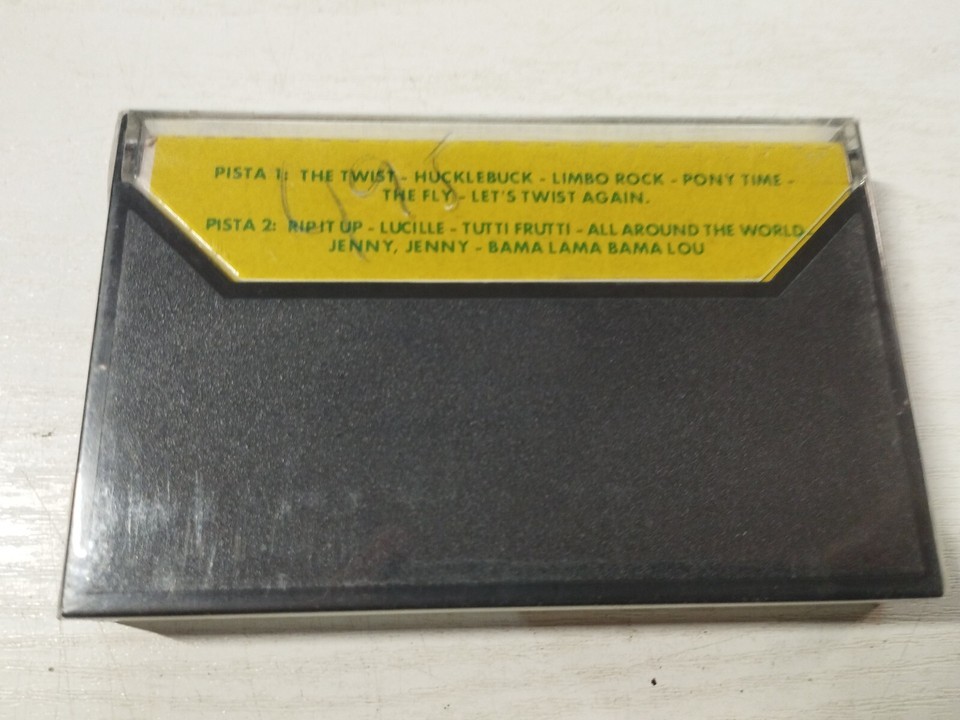 PISTA 1: THE TWIST - HUCKLEBUCK - LIMBO ROCK - PONY TIME -
THE FLY - LET'S TWIST AGAIN.
PISTA 2: RIP IT UP - LUCILLE - TUTTI FRUTTI - ALL AROUND THE WORLD -
JENNY, JENNY - BAMA LAMA BAMA LOU